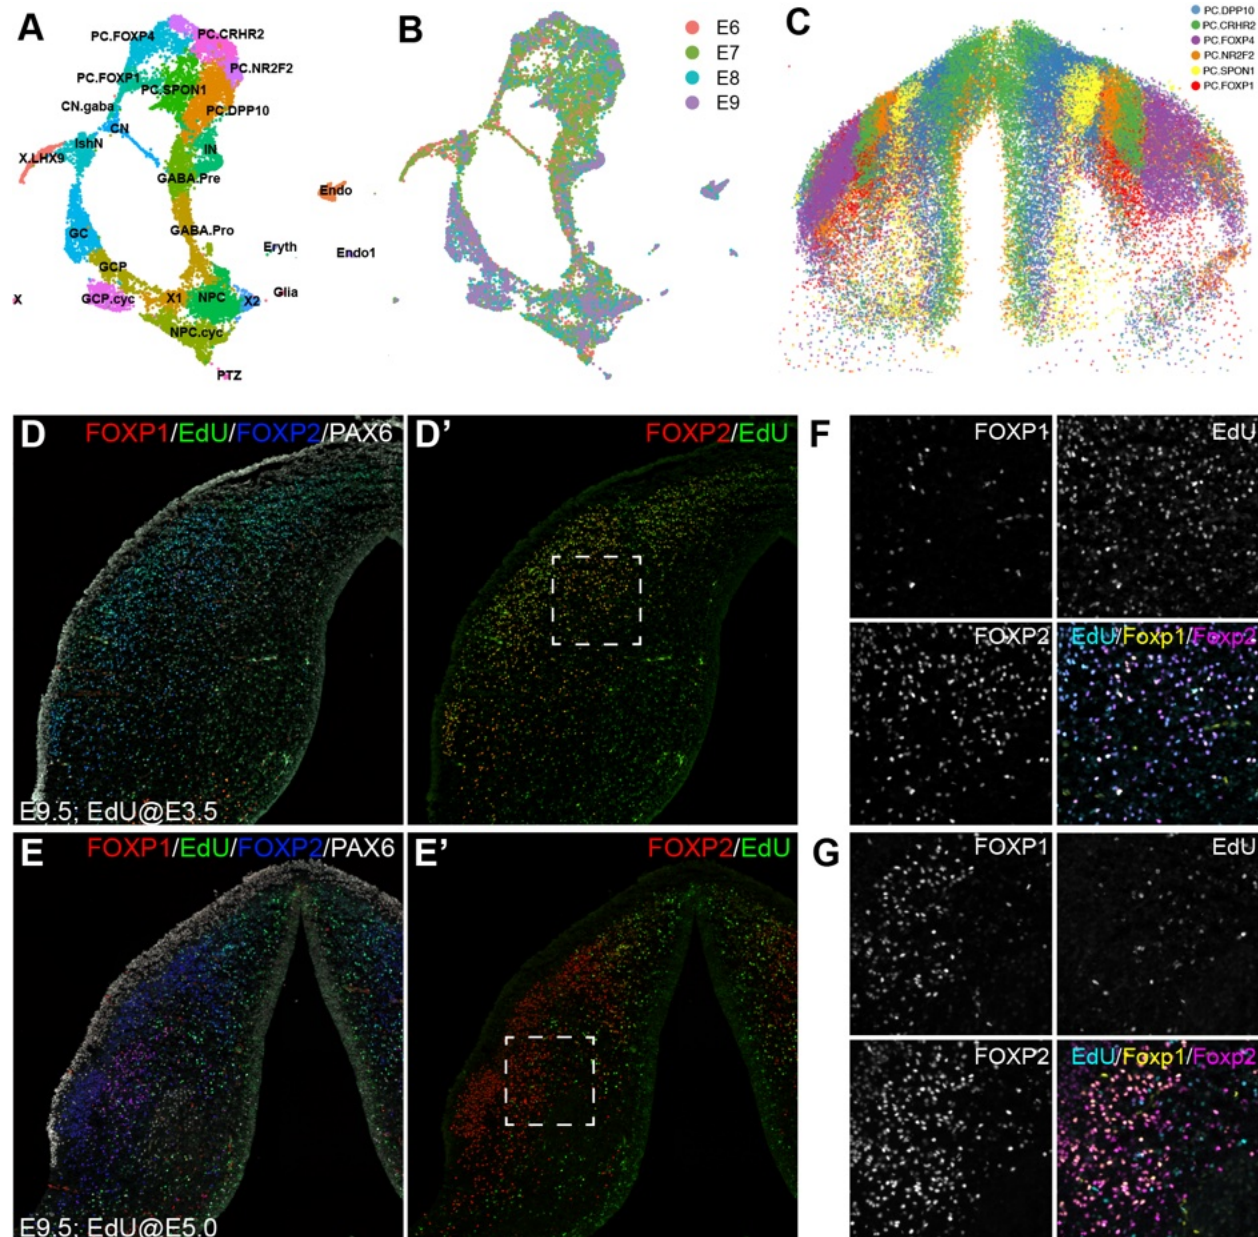 A
PC.FOXP4
PC.CRHR2
PC.NR2F2
PC.FOXP1
PC.SPON1
CN.gaba
PC.DPP10
CN
IshN
IN
X.LHX9
GABA.Pre
Endo
GC
GABA.Pro
Eryth
Endo1
GCP
X
GCP.cyc
X1
NPC
X2
Glia
NPC.cyc
PTZ
B
E6
E7
E8
E9
C
PC.DPP10
PC.CRHR2
PC.FOXP4
PC.NR2F2
PC.SPON1
PC.FOXP1
D
FOXP1/EdU/FOXP2/PAX6
E9.5; EdU@E3.5
D'
FOXP2/EdU
F
FOXP1
EdU
FOXP2
EdU/Foxp1/Foxp2
E
FOXP1/EdU/FOXP2/PAX6
E9.5; EdU@E5.0
E'
FOXP2/EdU
G
FOXP1
EdU
FOXP2
EdU/Foxp1/Foxp2